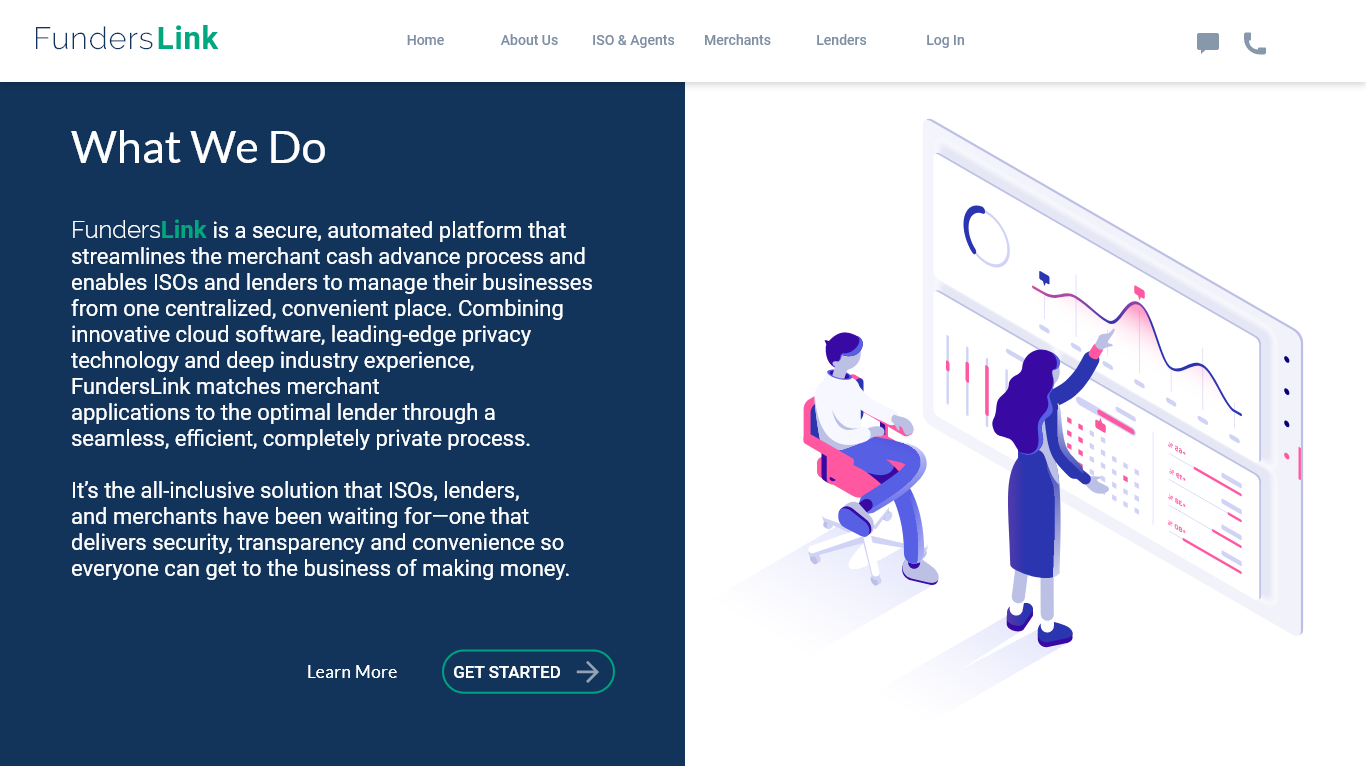 FundersLink
Home About Us ISO & Agents Merchants Lenders Log In
What We Do
FundersLink is a secure, automated platform that
streamlines the merchant cash advance process and
enables ISOs and lenders to manage their businesses
from one centralized, convenient place. Combining
innovative cloud software, leading-edge privacy
technology and deep industry experience,
FundersLink matches merchant
applications to the optimal lender through a
seamless, efficient, completely private process.
It’s the all-inclusive solution that ISOs, lenders,
and merchants have been waiting for—one that
delivers security, transparency and convenience so
everyone can get to the business of making money.
Learn More
GET STARTED